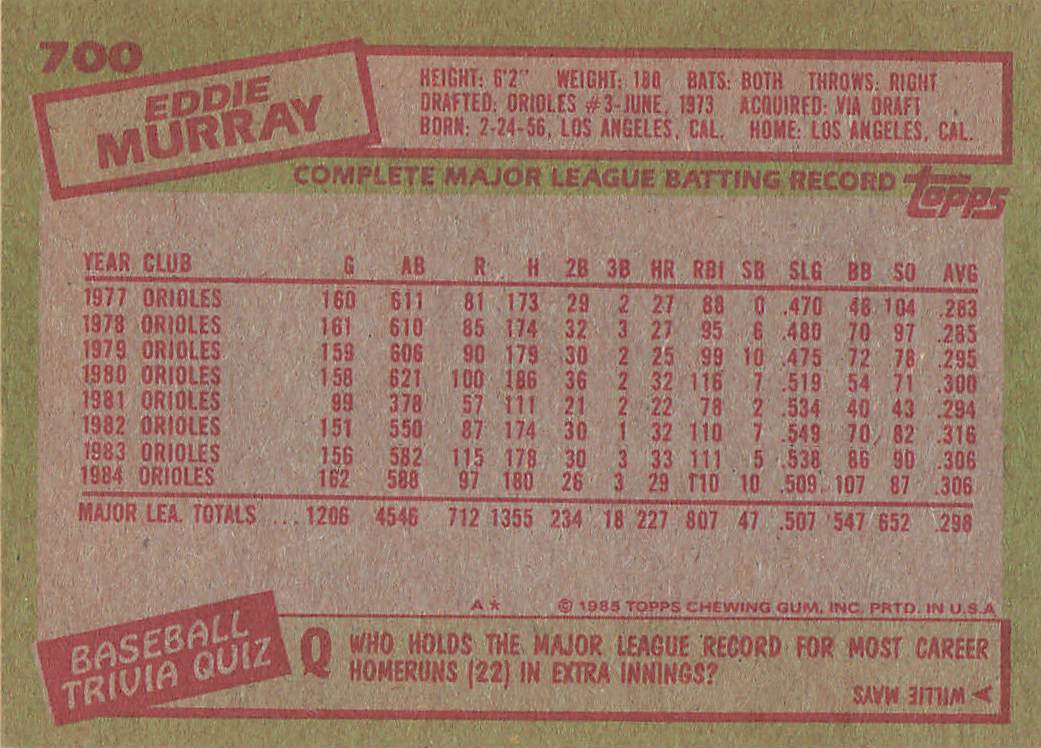 700
EDDIE
MURRAY
HEIGHT: 6'2" WEIGHT: 180 BATS: BOTH THROWS: RIGHT
DRAFTED: ORIOLES #3-JUNE, 1973 ACQUIRED: VIA DRAFT
BORN: 2-24-56, LOS ANGELES, CAL. HOME: LOS ANGELES, CAL.
COMPLETE MAJOR LEAGUE BATTING RECORD topps
YEAR CLUB G AB R H 2B 3B HR RBI SB SLG BB SO AVG
1977 ORIOLES 160 611 81 173 29 2 27 88 0 .470 48 104 .283
1978 ORIOLES 161 610 85 174 32 3 27 95 6 .480 70 97 .285
1979 ORIOLES 159 606 90 179 30 2 25 99 10 .475 72 78 .295
1980 ORIOLES 158 621 100 186 36 2 32 116 7 .519 54 71 .300
1981 ORIOLES 99 378 57 111 21 2 22 78 2 .534 40 43 .294
1982 ORIOLES 151 550 87 174 30 1 32 110 7 .549 70 82 .316
1983 ORIOLES 156 582 115 178 30 3 33 111 5 .538 86 90 .306
1984 ORIOLES 162 588 97 180 26 3 29 110 10 .509 107 87 .306
MAJOR LEA. TOTALS ... 1206 4546 712 1355 234 18 227 807 47 .507 547 652 .298
A* © 1985 TOPPS CHEWING GUM, INC. PRTD. IN U.S.A
BASEBALL
TRIVIA QUIZ
Q WHO HOLDS THE MAJOR LEAGUE RECORD FOR MOST CAREER
HOMERUNS (22) IN EXTRA INNINGS?
A WILLIE MAYS